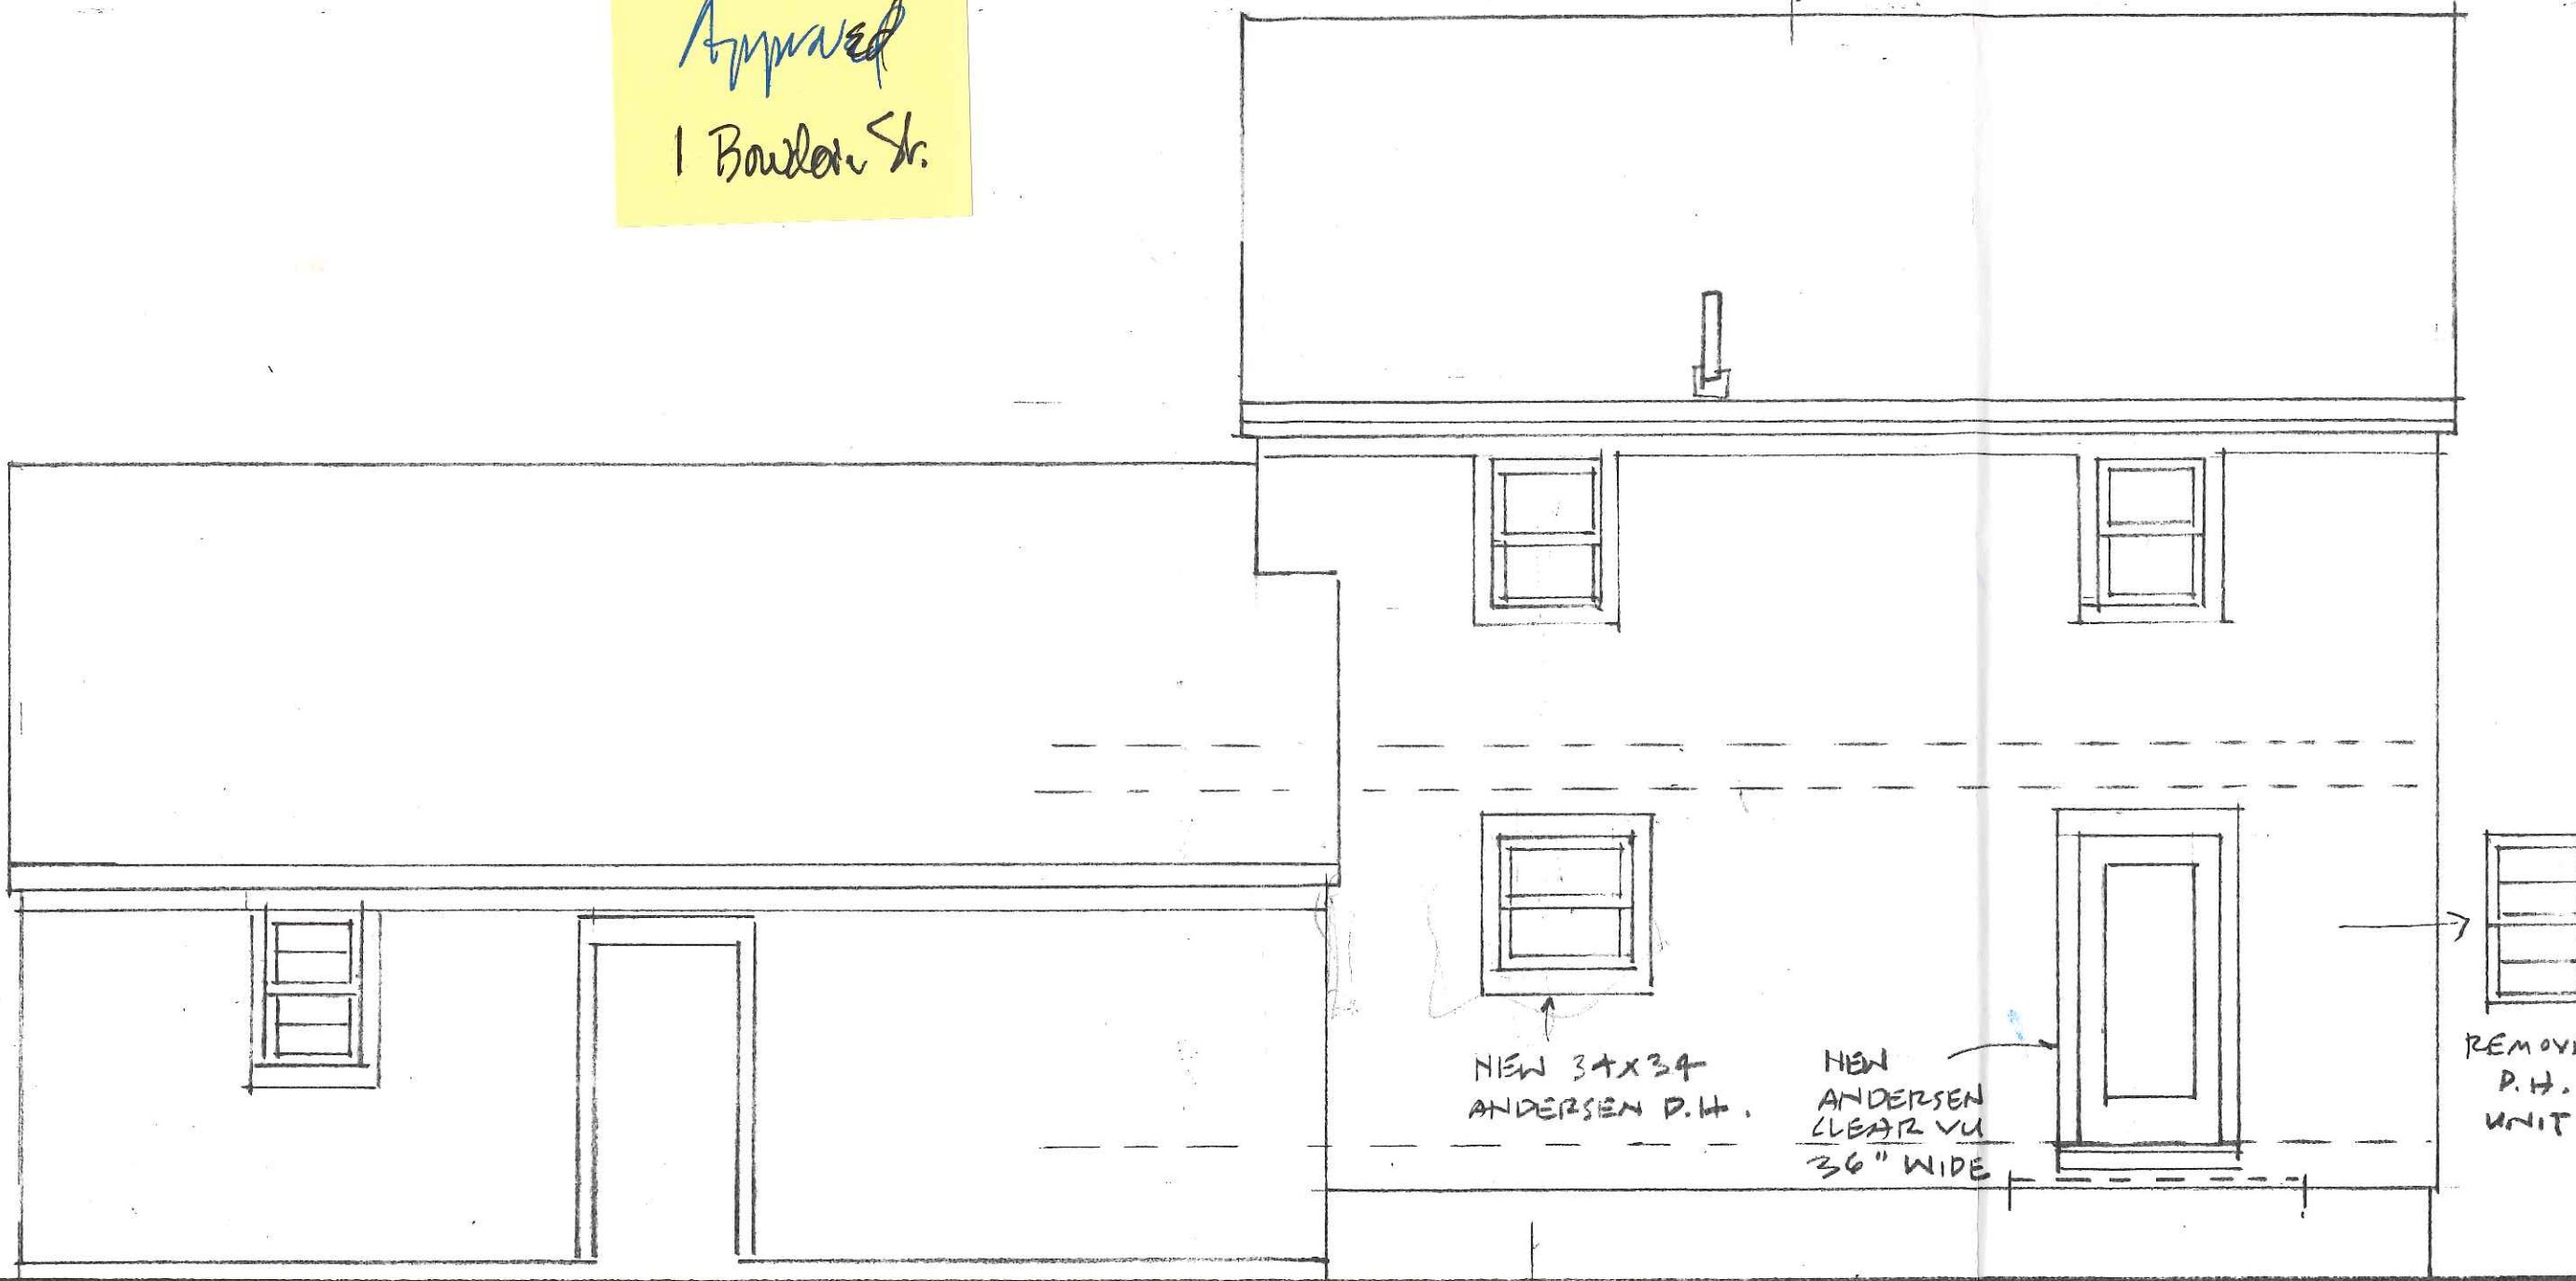 Approved
1 Bowdoin St.
NEW 34x34
ANDERSEN D.H.
NEW
ANDERSEN
CLEAR VU
36" WIDE
REMOV
D.H.
UNIT